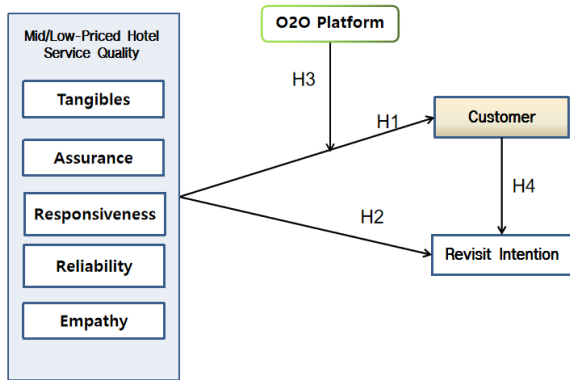 O2O Platform
Mid/Low-Priced Hotel
Service Quality
Tangibles
Assurance
Responsiveness
Reliability
Empathy
H3
H1
Customer
H4
H2
Revisit Intention